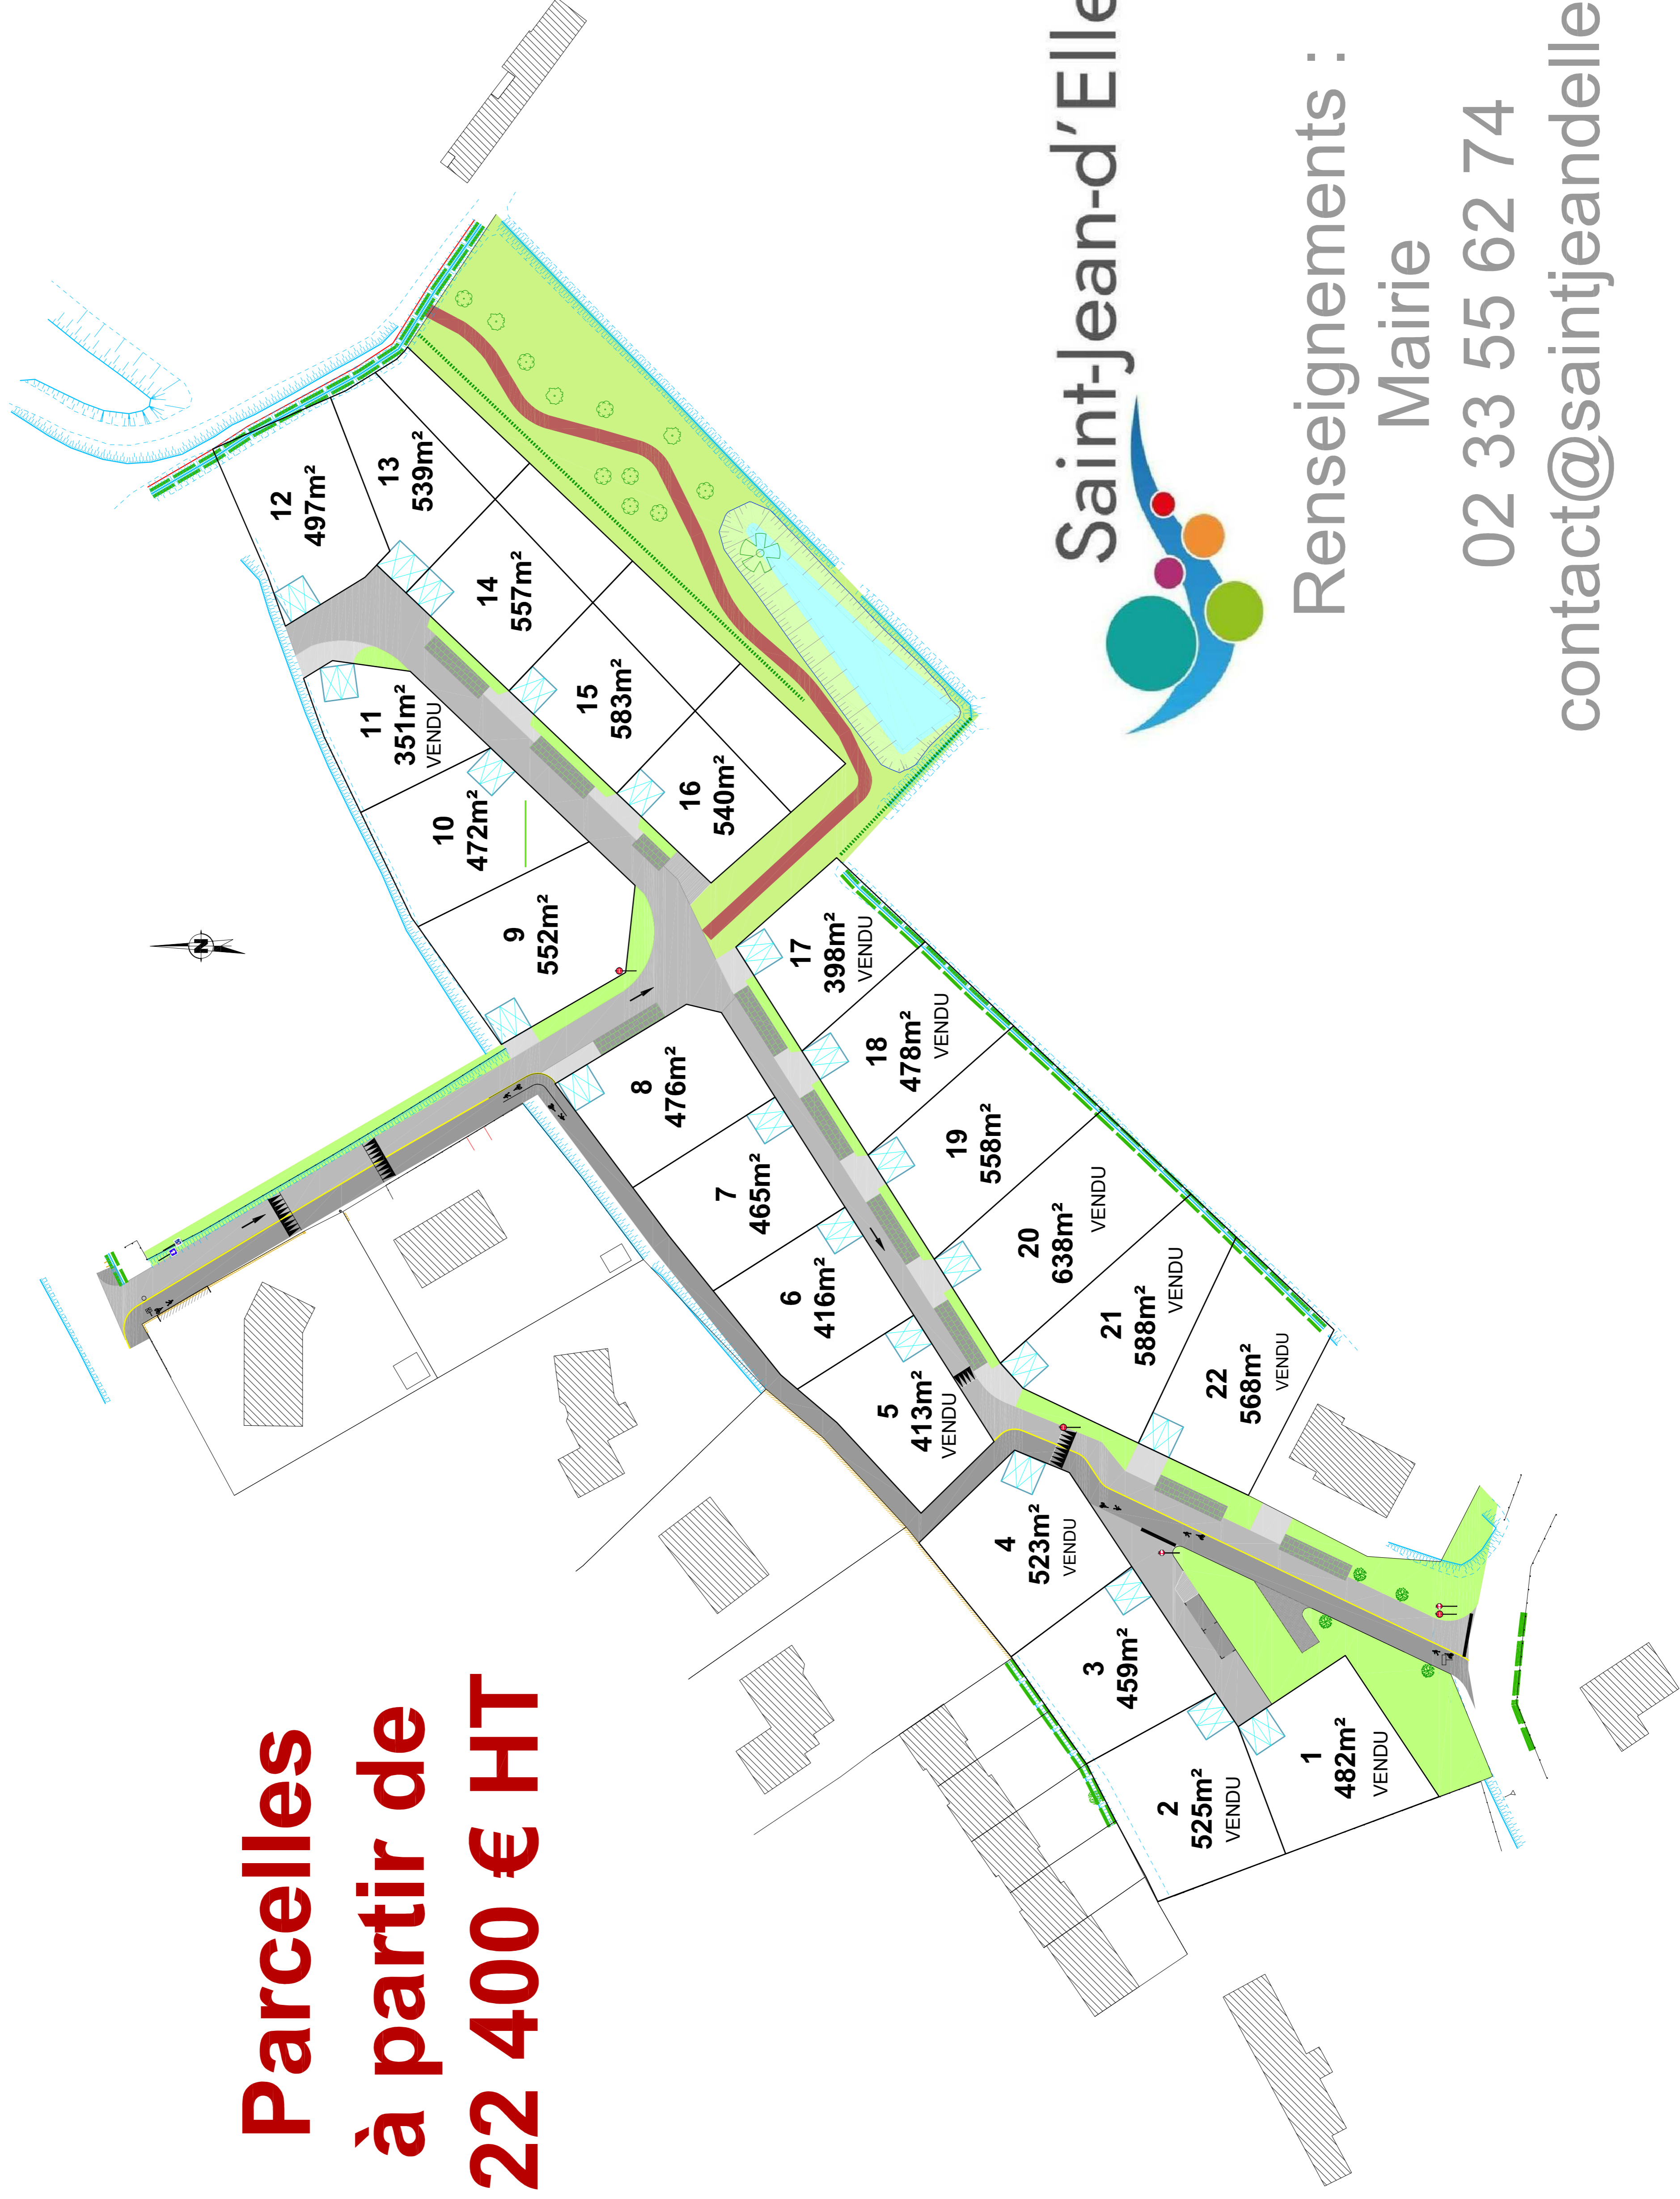 Parcelles
à partir de
22 400 € HT
1
482m²
VENDU
2
525m²
VENDU
3
459m²
4
523m²
VENDU
5
413m²
VENDU
6
416m²
7
465m²
8
476m²
9
552m²
10
472m²
11
351m²
VENDU
12
497m²
13
539m²
14
557m²
15
583m²
16
540m²
17
398m²
VENDU
18
478m²
VENDU
19
558m²
20
638m²
VENDU
21
588m²
VENDU
22
568m²
VENDU
N
Saint-Jean-d'Elle
Renseignements :
Mairie
02 33 55 62 74
contact@saintjeandelle